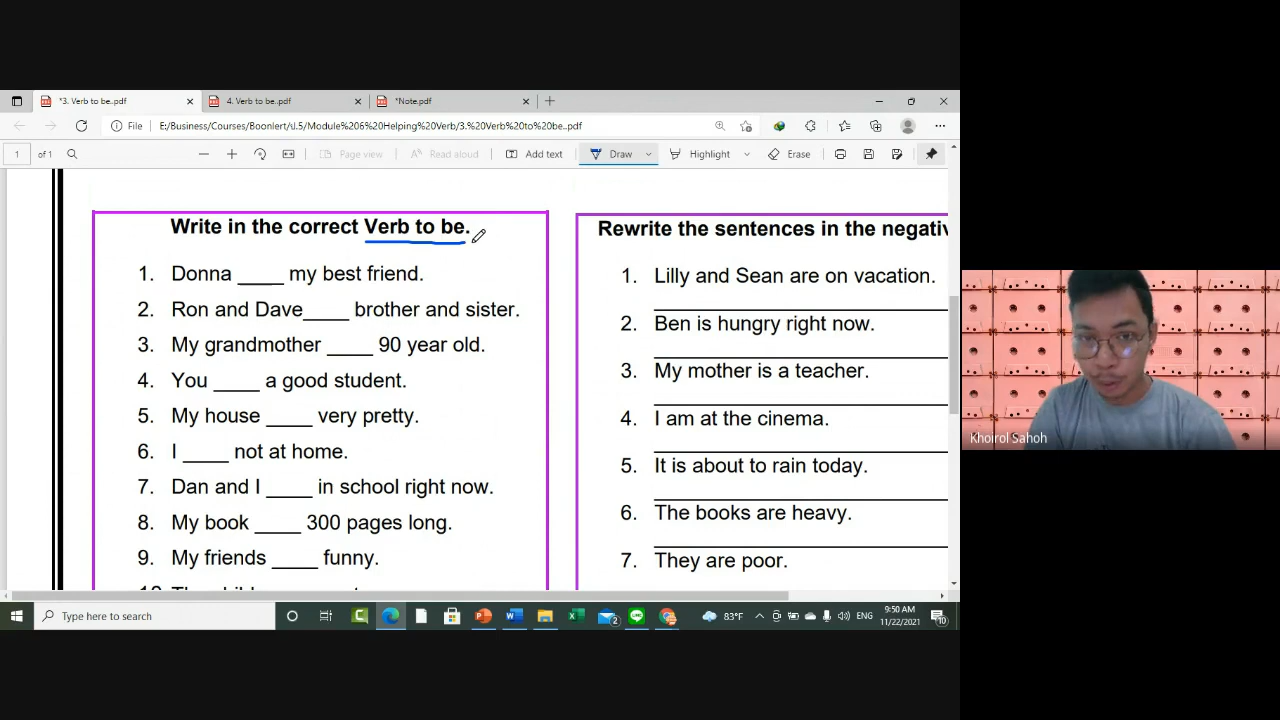 *3. Verb to be..pdf
4. Verb to be..pdf
*Note.pdf
File
E:/Business/Courses/Boonlert/ป.5/Module%206%20Helping%20Verb/3.%20Verb%20to%20be..pdf
1 of 1
Page view
Read aloud
Add text
Draw
Highlight
Erase
Write in the correct Verb to be.
1. Donna ____ my best friend.
2. Ron and Dave____ brother and sister.
3. My grandmother ____ 90 year old.
4. You ____ a good student.
5. My house ____ very pretty.
6. I ____ not at home.
7. Dan and I ____ in school right now.
8. My book ____ 300 pages long.
9. My friends ____ funny.
Rewrite the sentences in the negativ
1. Lilly and Sean are on vacation.
2. Ben is hungry right now.
3. My mother is a teacher.
4. I am at the cinema.
5. It is about to rain today.
6. The books are heavy.
7. They are poor.
Khoirol Sahoh
Type here to search
2
83°F
ENG
9:50 AM
11/22/2021
10